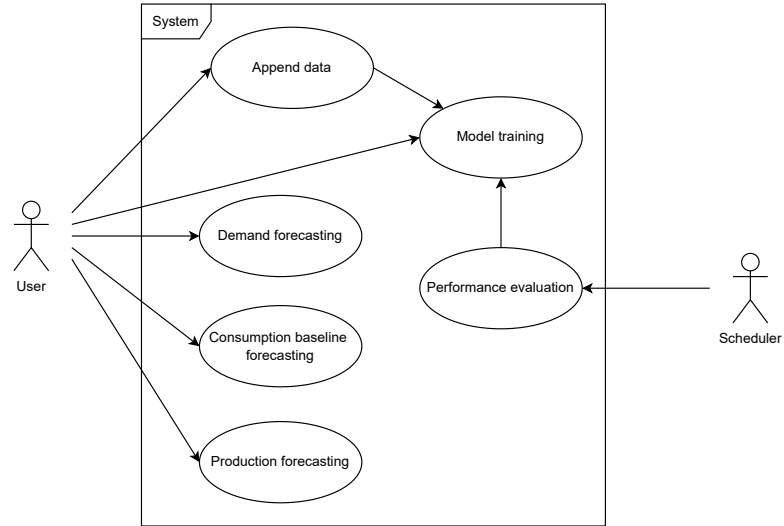 System
Append data
Model training
Demand forecasting
User
Performance evaluation
Consumption baseline
forecasting
Scheduler
Production forecasting